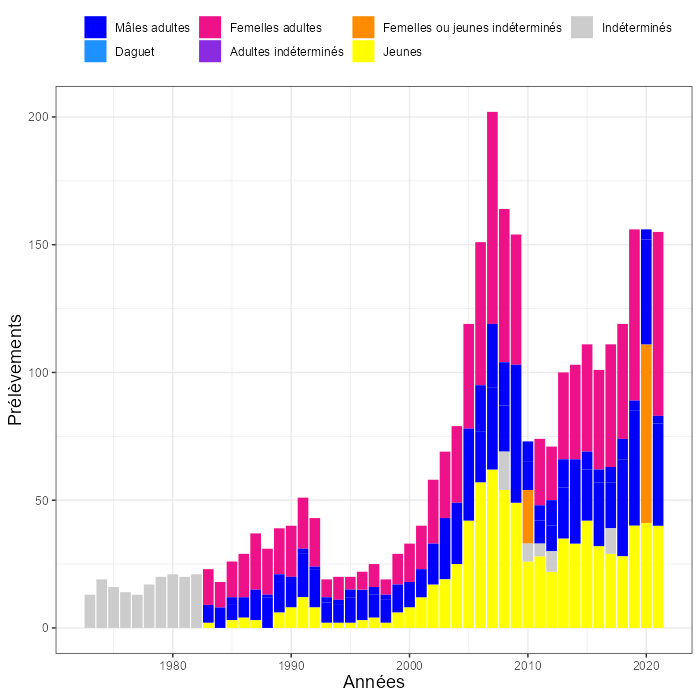 Mâles adultes Femelles adultes Femelles ou jeunes indéterminés Indéterminés
Daguet Adultes indéterminés Jeunes
200
150
100
50
0
Prélèvements
1980 1990 2000 2010 2020
Années